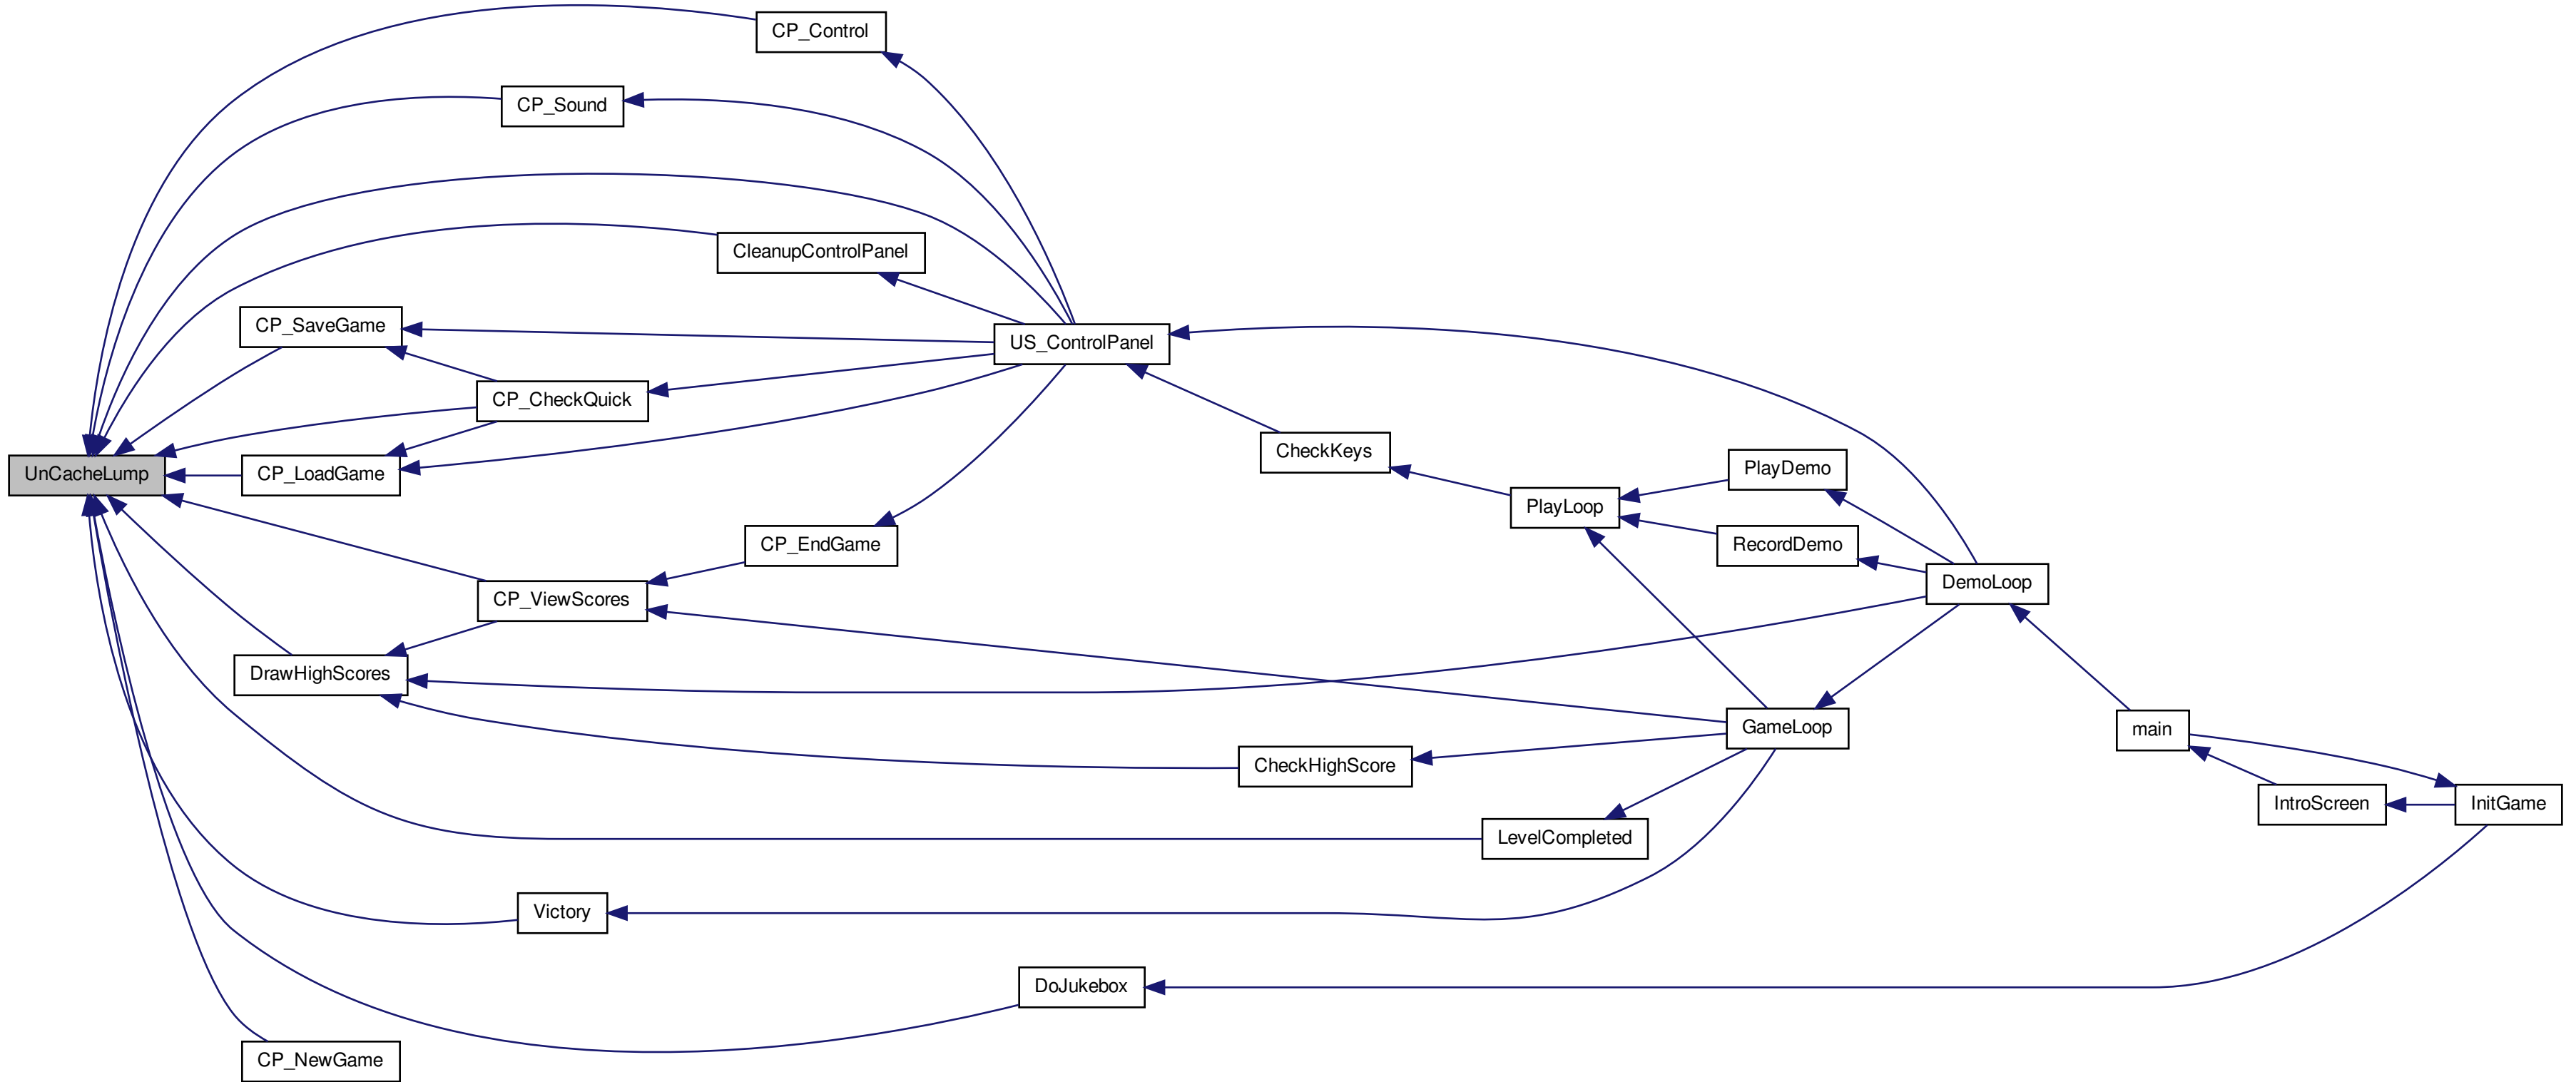 CP_Control
CP_Sound
CleanupControlPanel
CP_SaveGame
US_ControlPanel
CP_CheckQuick
CheckKeys
UnCacheLump
CP_LoadGame
PlayDemo
PlayLoop
CP_EndGame
RecordDemo
DemoLoop
CP_ViewScores
DrawHighScores
GameLoop
main
CheckHighScore
IntroScreen
InitGame
LevelCompleted
Victory
DoJukebox
CP_NewGame